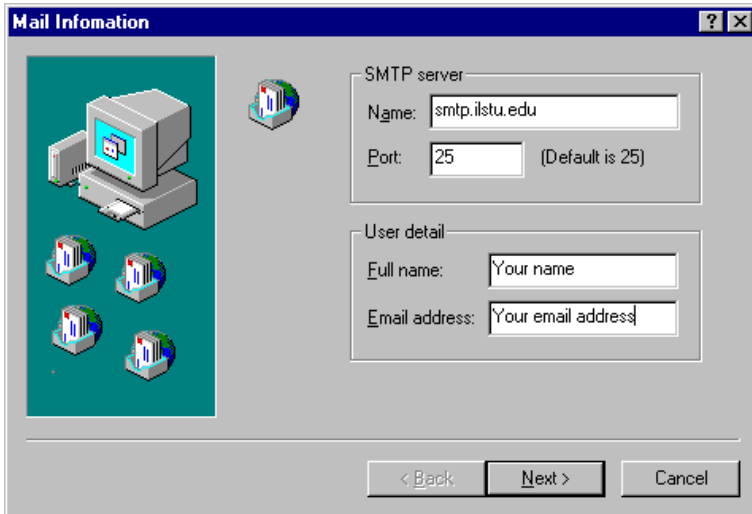 Mail Infomation
SMTP server
Name: smtp.ilstu.edu
Port: 25 (Default is 25)
User detail
Full name: Your name
Email address: Your email address
< Back Next > Cancel